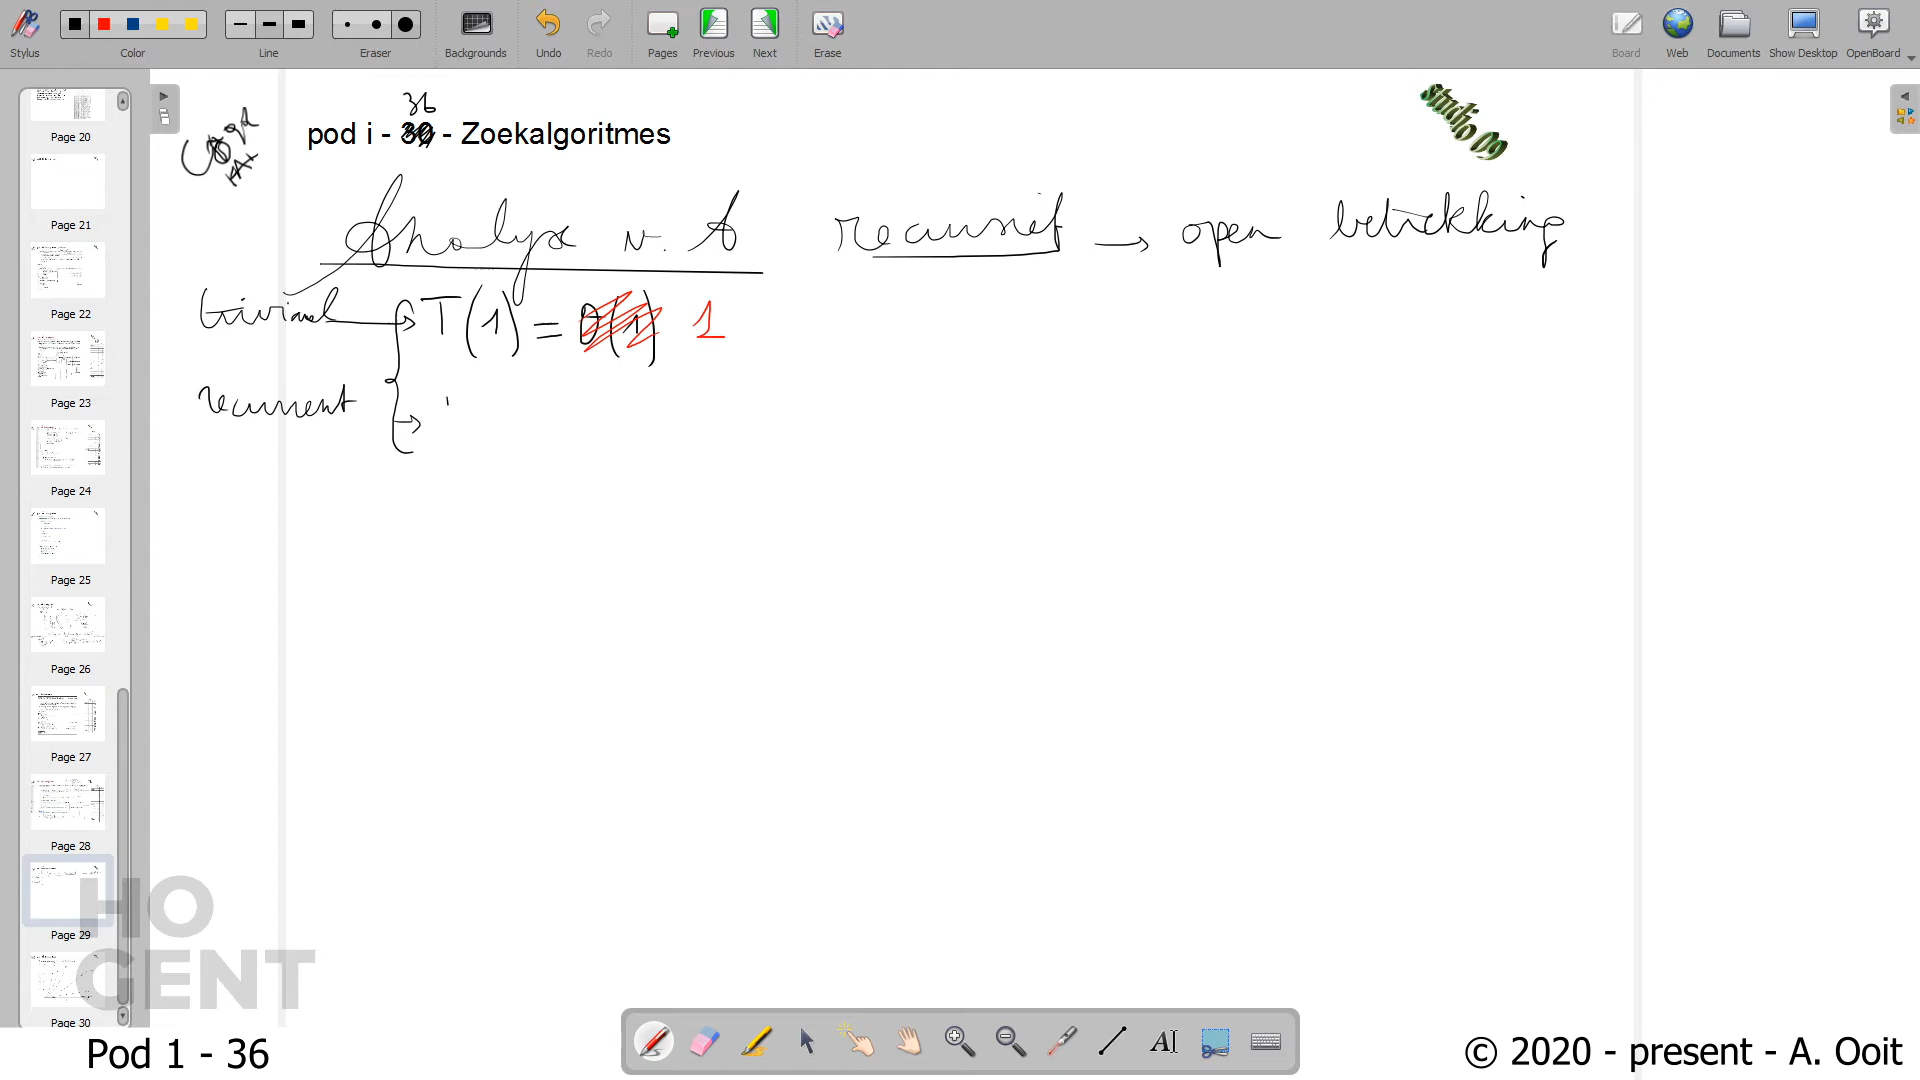 Stylus
Color
Line
Eraser
Backgrounds
Undo
Redo
Pages
Previous
Next
Erase
Board
Web
Documents
Show Desktop
OpenBoard
Page 20
Page 21
Page 22
Page 23
Page 24
Page 25
Page 26
Page 27
Page 28
Page 29
Page 30
36
pod i - 30 - Zoekalgoritmes
studio 09
Analyse v. A recursief → open betrekking
triviaal → T(1) = 1
recurrent →
HO
GENT
Pod 1 - 36
© 2020 - present - A. Ooit